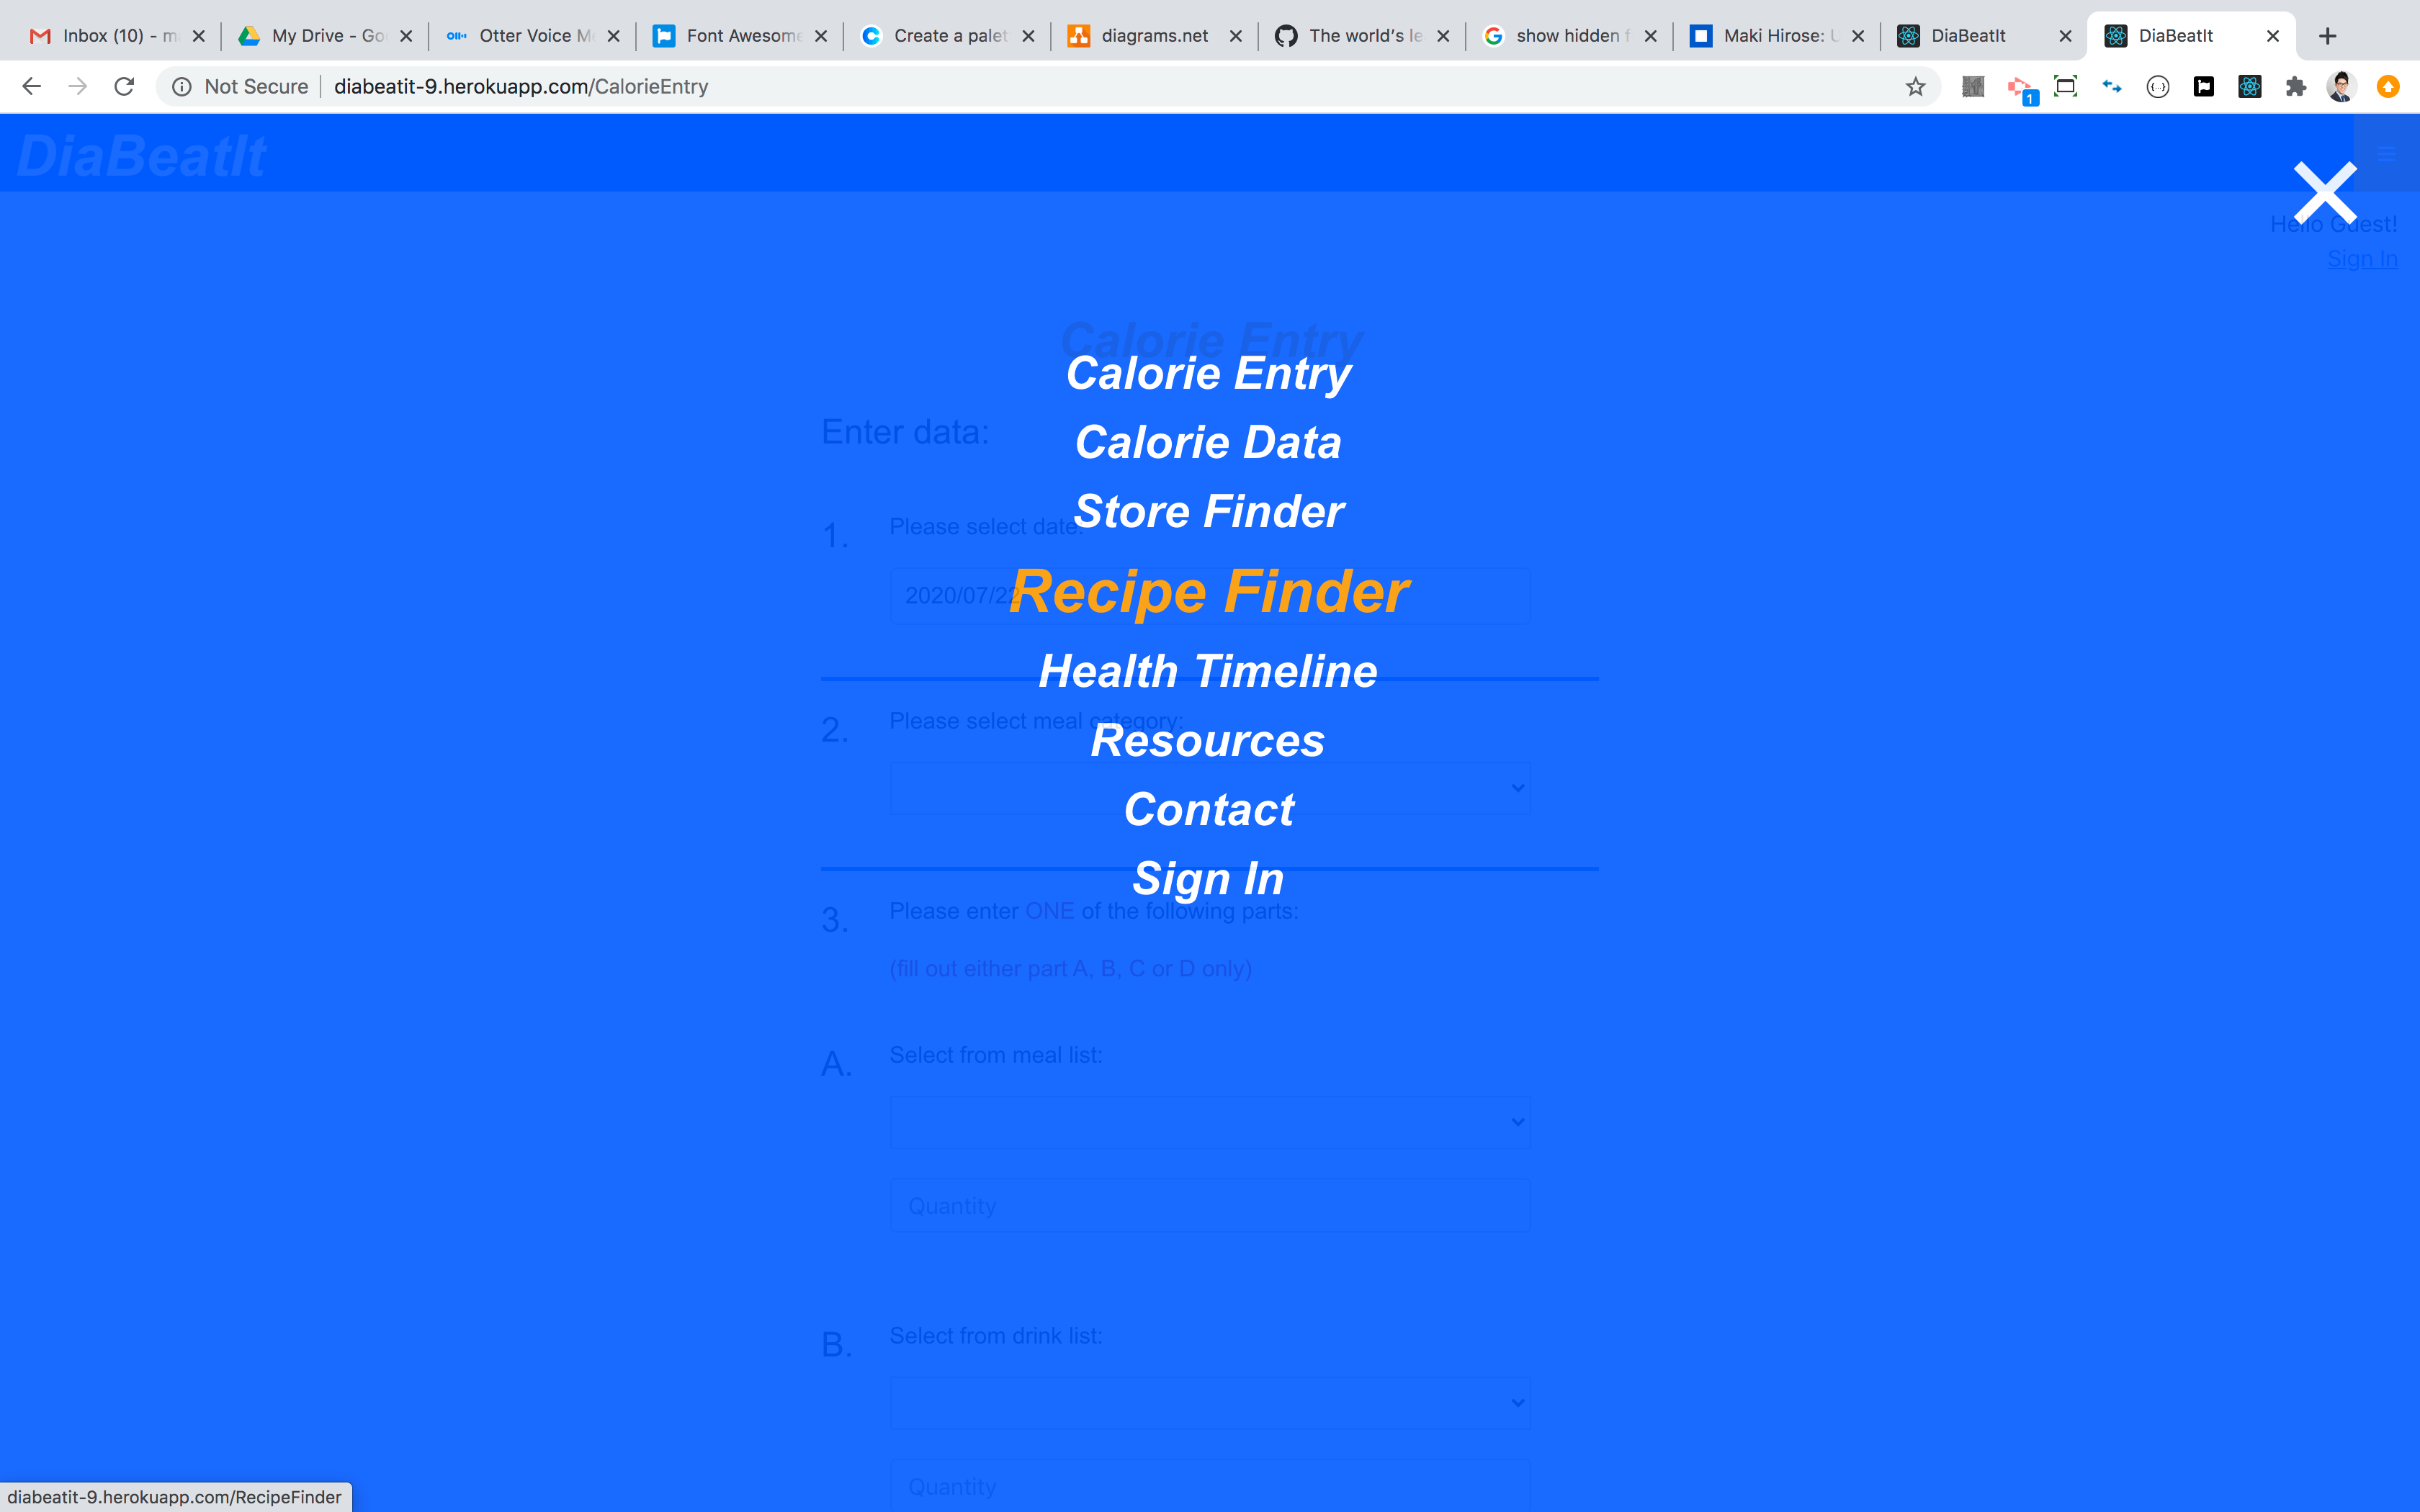 Inbox (10) - m
My Drive - Go
Otter Voice M
Font Awesome
Create a palet
diagrams.net
The world's le
show hidden f
Maki Hirose: U
DiaBeatIt
DiaBeatIt
Not Secure
diabeatit-9.herokuapp.com/CalorieEntry
1
DiaBeatIt
Hello Guest!
Sign In
Calorie Entry
Calorie Entry
Enter data:
Calorie Data
Store Finder
1. Please select date:
2020/07/22
Recipe Finder
Health Timeline
2. Please select meal category:
Resources
Contact
Sign In
3. Please enter ONE of the following parts:
(fill out either part A, B, C or D only)
A. Select from meal list:
Quantity
B. Select from drink list:
Quantity
diabeatit-9.herokuapp.com/RecipeFinder